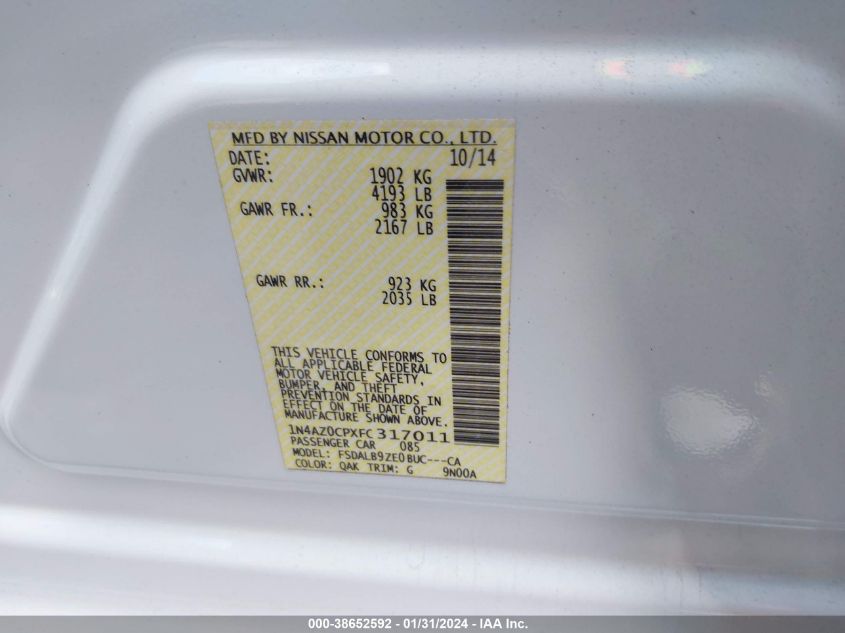 MFD BY NISSAN MOTOR CO., LTD.
DATE: 10/14
GVWR: 1902 KG
4193 LB
GAWR FR.: 983 KG
2167 LB
GAWR RR.: 923 KG
2035 LB
THIS VEHICLE CONFORMS TO
ALL APPLICABLE FEDERAL
MOTOR VEHICLE SAFETY,
BUMPER, AND THEFT
PREVENTION STANDARDS IN
EFFECT ON THE DATE OF
MANUFACTURE SHOWN ABOVE.
1N4AZ0CPXFC317011
PASSENGER CAR 085
MODEL: FSDALB9ZE0BUC---CA
COLOR: QAK TRIM: G 9N00A
000-38652592 - 01/31/2024 - IAA Inc.